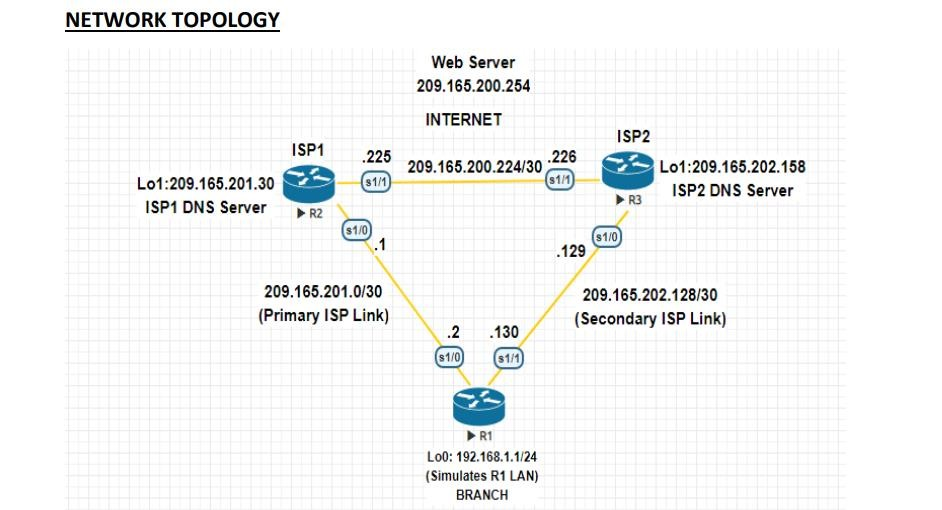 NETWORK TOPOLOGY
Web Server
209.165.200.254
INTERNET
ISP1
ISP2
.225
209.165.200.224/30
.226
s1/1
s1/1
Lo1:209.165.201.30
ISP1 DNS Server
R2
Lo1:209.165.202.158
ISP2 DNS Server
R3
s1/0
.1
s1/0
.129
209.165.201.0/30
(Primary ISP Link)
209.165.202.128/30
(Secondary ISP Link)
.2
.130
s1/0
s1/1
R1
Lo0: 192.168.1.1/24
(Simulates R1 LAN)
BRANCH